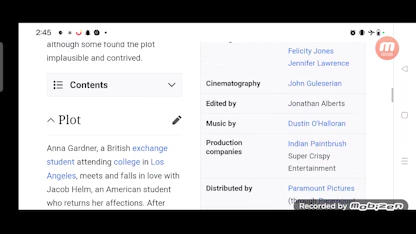 2:45
although some found the plot
implausible and contrived.
Contents
Plot
Anna Gardner, a British exchange
student attending college in Los
Angeles, meets and falls in love with
Jacob Helm, an American student
who returns her affections. After
Felicity Jones
Jennifer Lawrence
Cinematography John Guleserian
Edited by Jonathan Alberts
Music by Dustin O'Halloran
Production companies Indian Paintbrush
Super Crispy
Entertainment
Distributed by Paramount Pictures
(through Paramount
Recorded by Mobizen